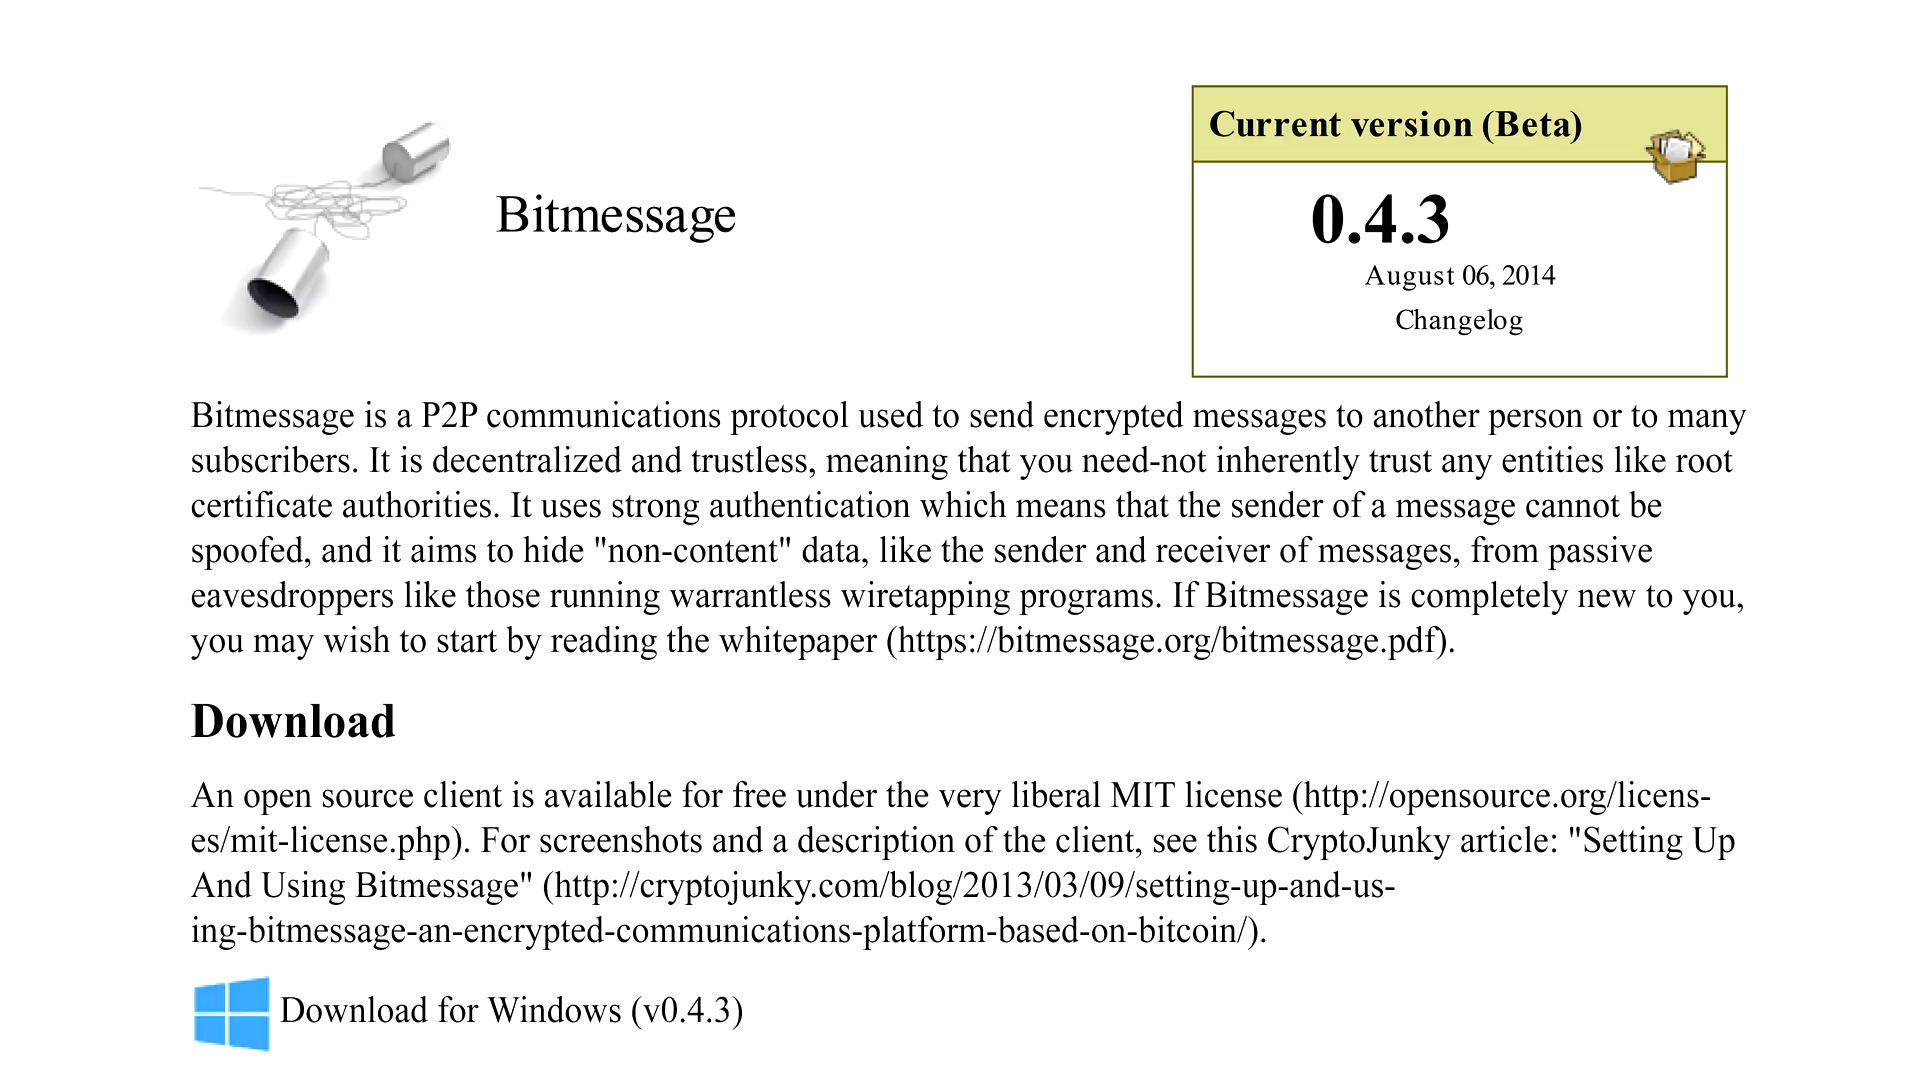 Bitmessage
Current version (Beta)
0.4.3
August 06, 2014
Changelog
Bitmessage is a P2P communications protocol used to send encrypted messages to another person or to many
subscribers. It is decentralized and trustless, meaning that you need-not inherently trust any entities like root
certificate authorities. It uses strong authentication which means that the sender of a message cannot be
spoofed, and it aims to hide "non-content" data, like the sender and receiver of messages, from passive
eavesdroppers like those running warrantless wiretapping programs. If Bitmessage is completely new to you,
you may wish to start by reading the whitepaper (https://bitmessage.org/bitmessage.pdf).
Download
An open source client is available for free under the very liberal MIT license (http://opensource.org/licens-
es/mit-license.php). For screenshots and a description of the client, see this CryptoJunky article: "Setting Up
And Using Bitmessage" (http://cryptojunky.com/blog/2013/03/09/setting-up-and-us-
ing-bitmessage-an-encrypted-communications-platform-based-on-bitcoin/).
Download for Windows (v0.4.3)